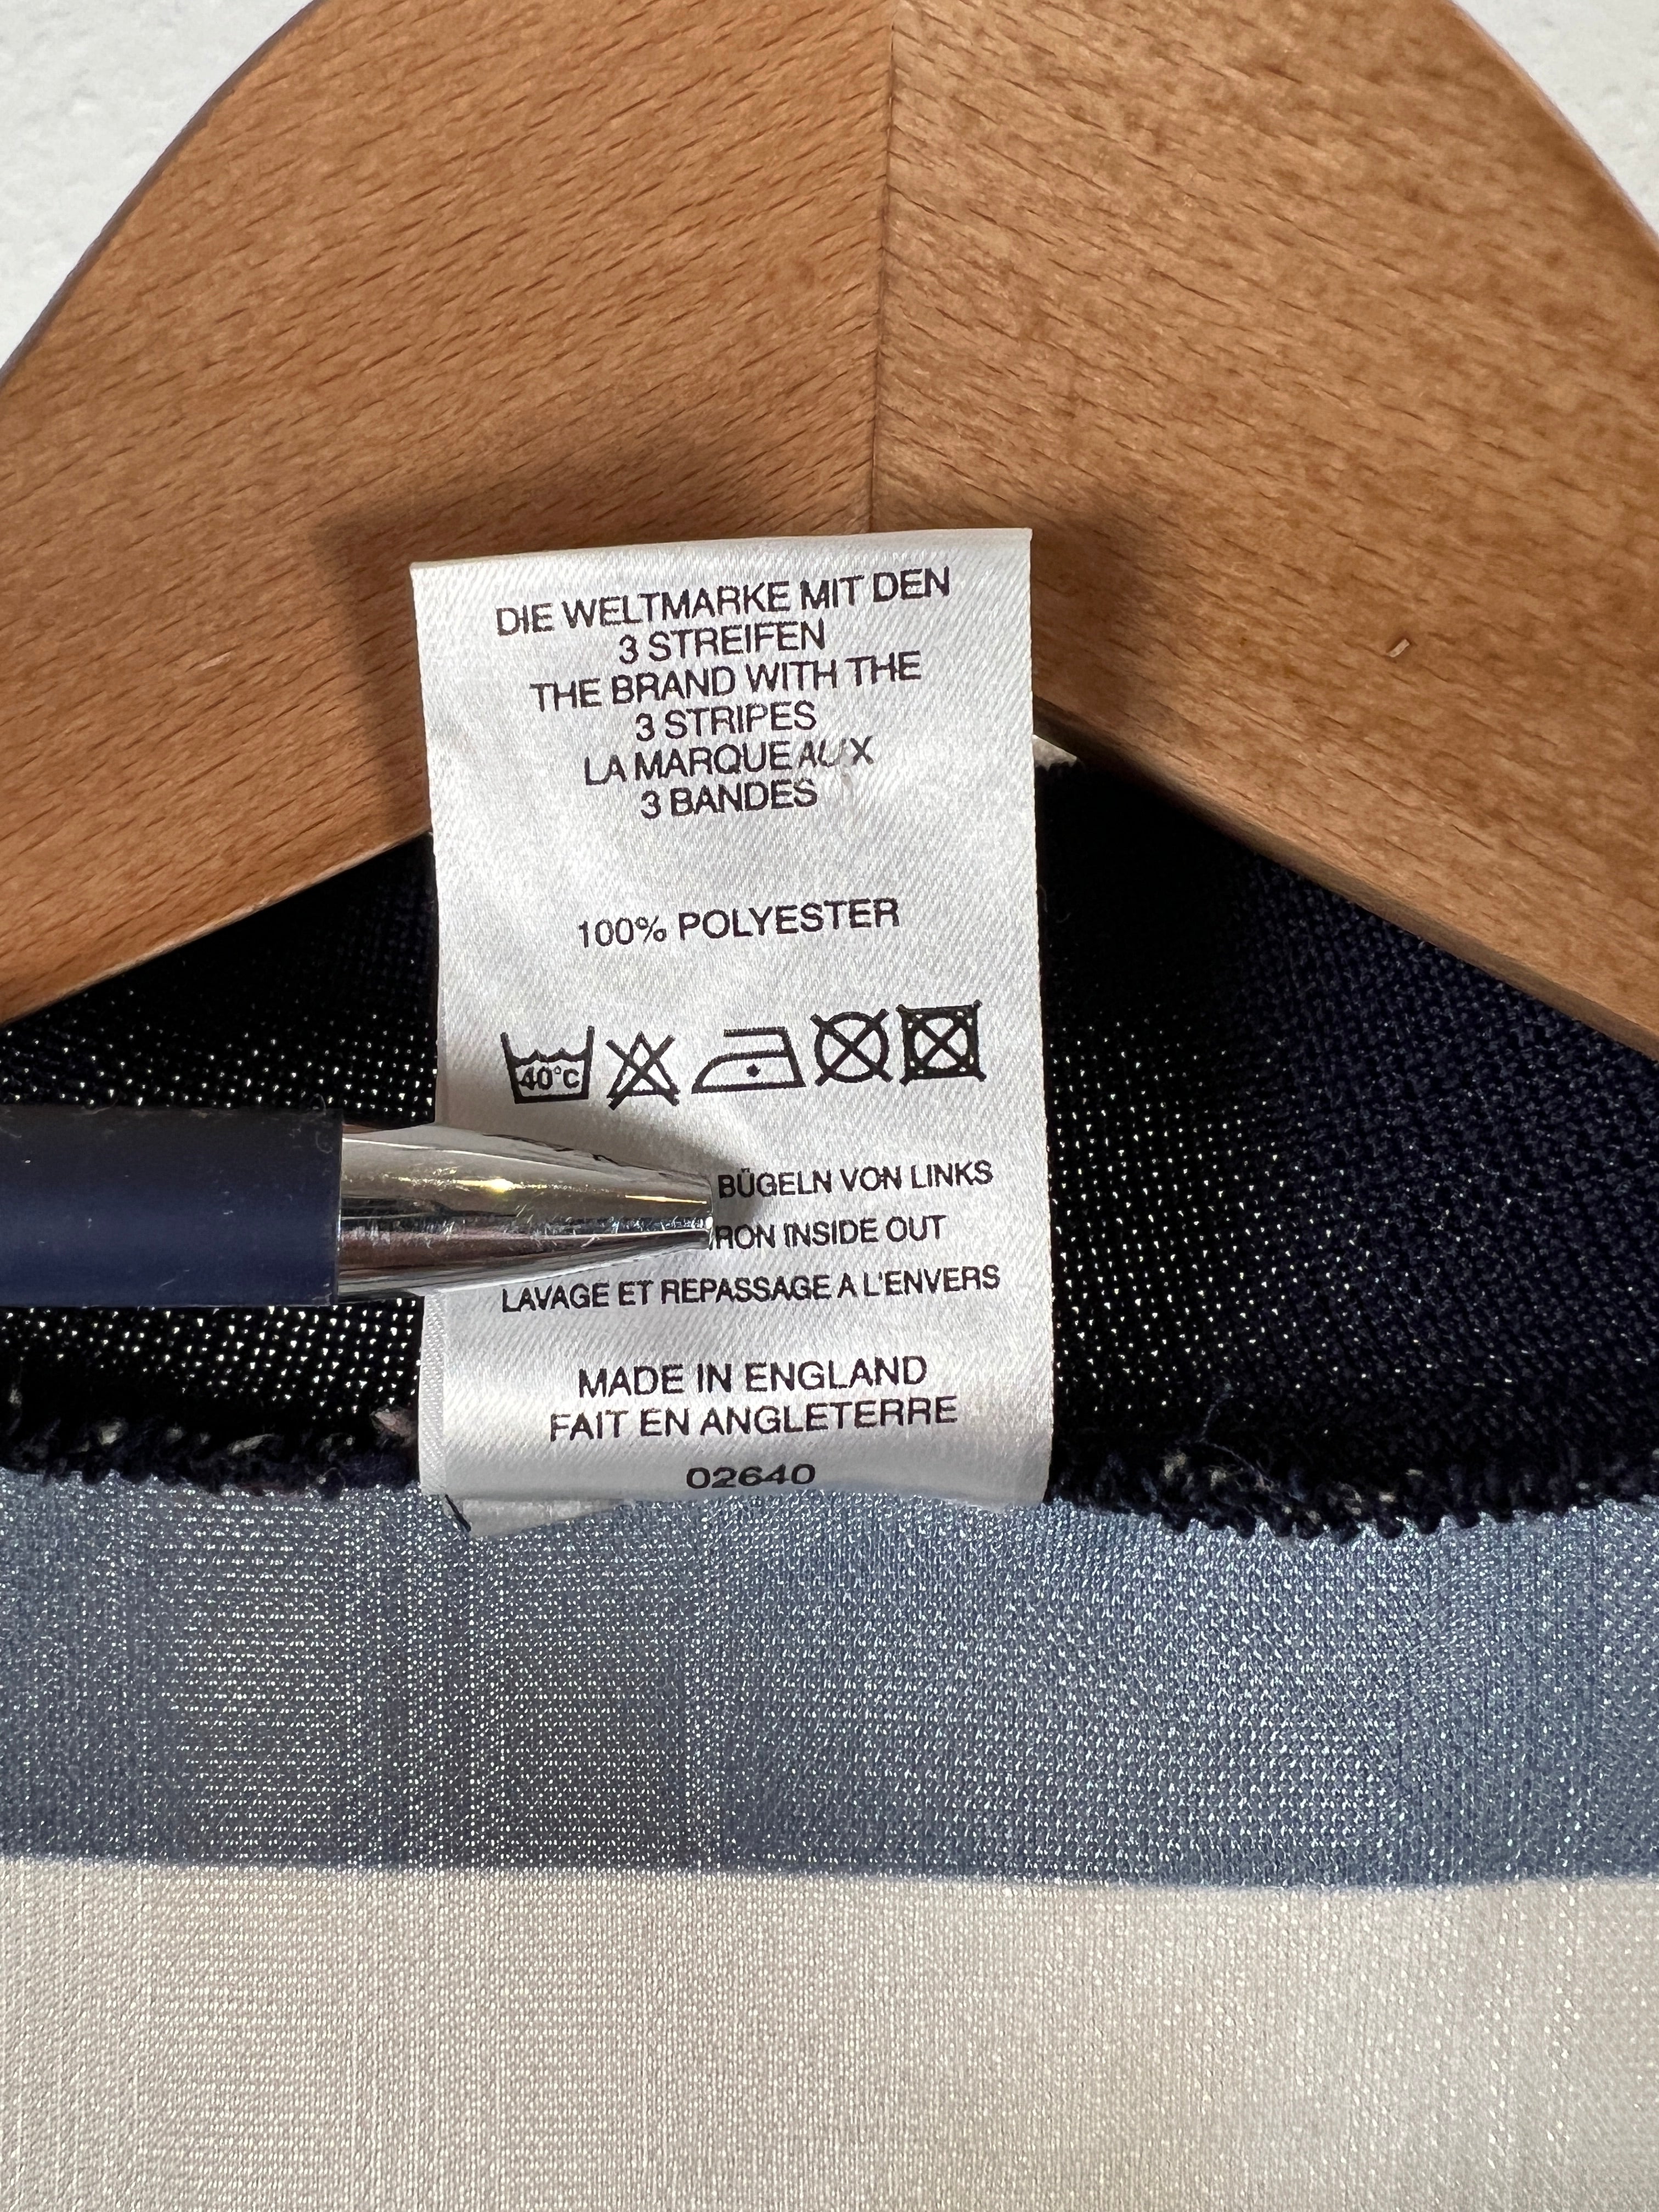 DIE WELTMARKE MIT DEN
3 STREIFEN
THE BRAND WITH THE
3 STRIPES
LA MARQUE AUX
3 BANDES
100% POLYESTER
40°C
BÜGELN VON LINKS
RON INSIDE OUT
LAVAGE ET REPASSAGE A L'ENVERS
MADE IN ENGLAND
FAIT EN ANGLETERRE
02640